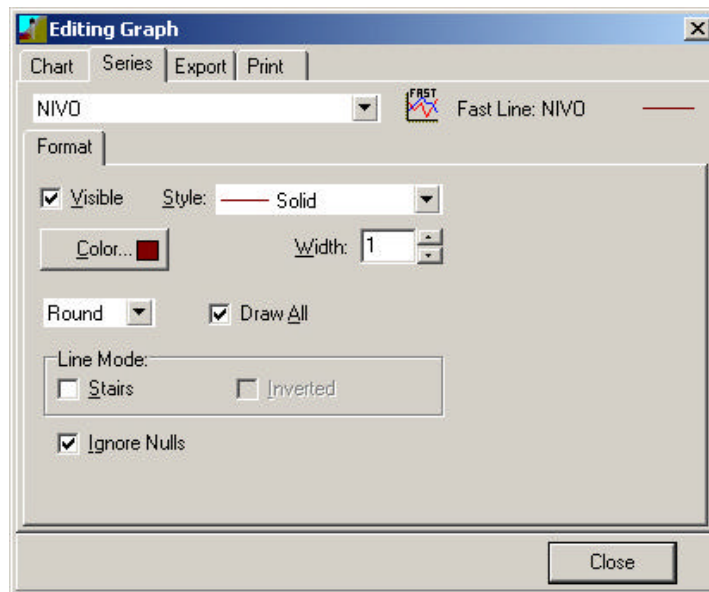 Editing Graph
Chart Series Export Print
NIVO FAST Fast Line: NIVO
Format
Visible Style: Solid
Color... Width: 1
Round Draw All
Line Mode:
Stairs Inverted
Ignore Nulls
Close